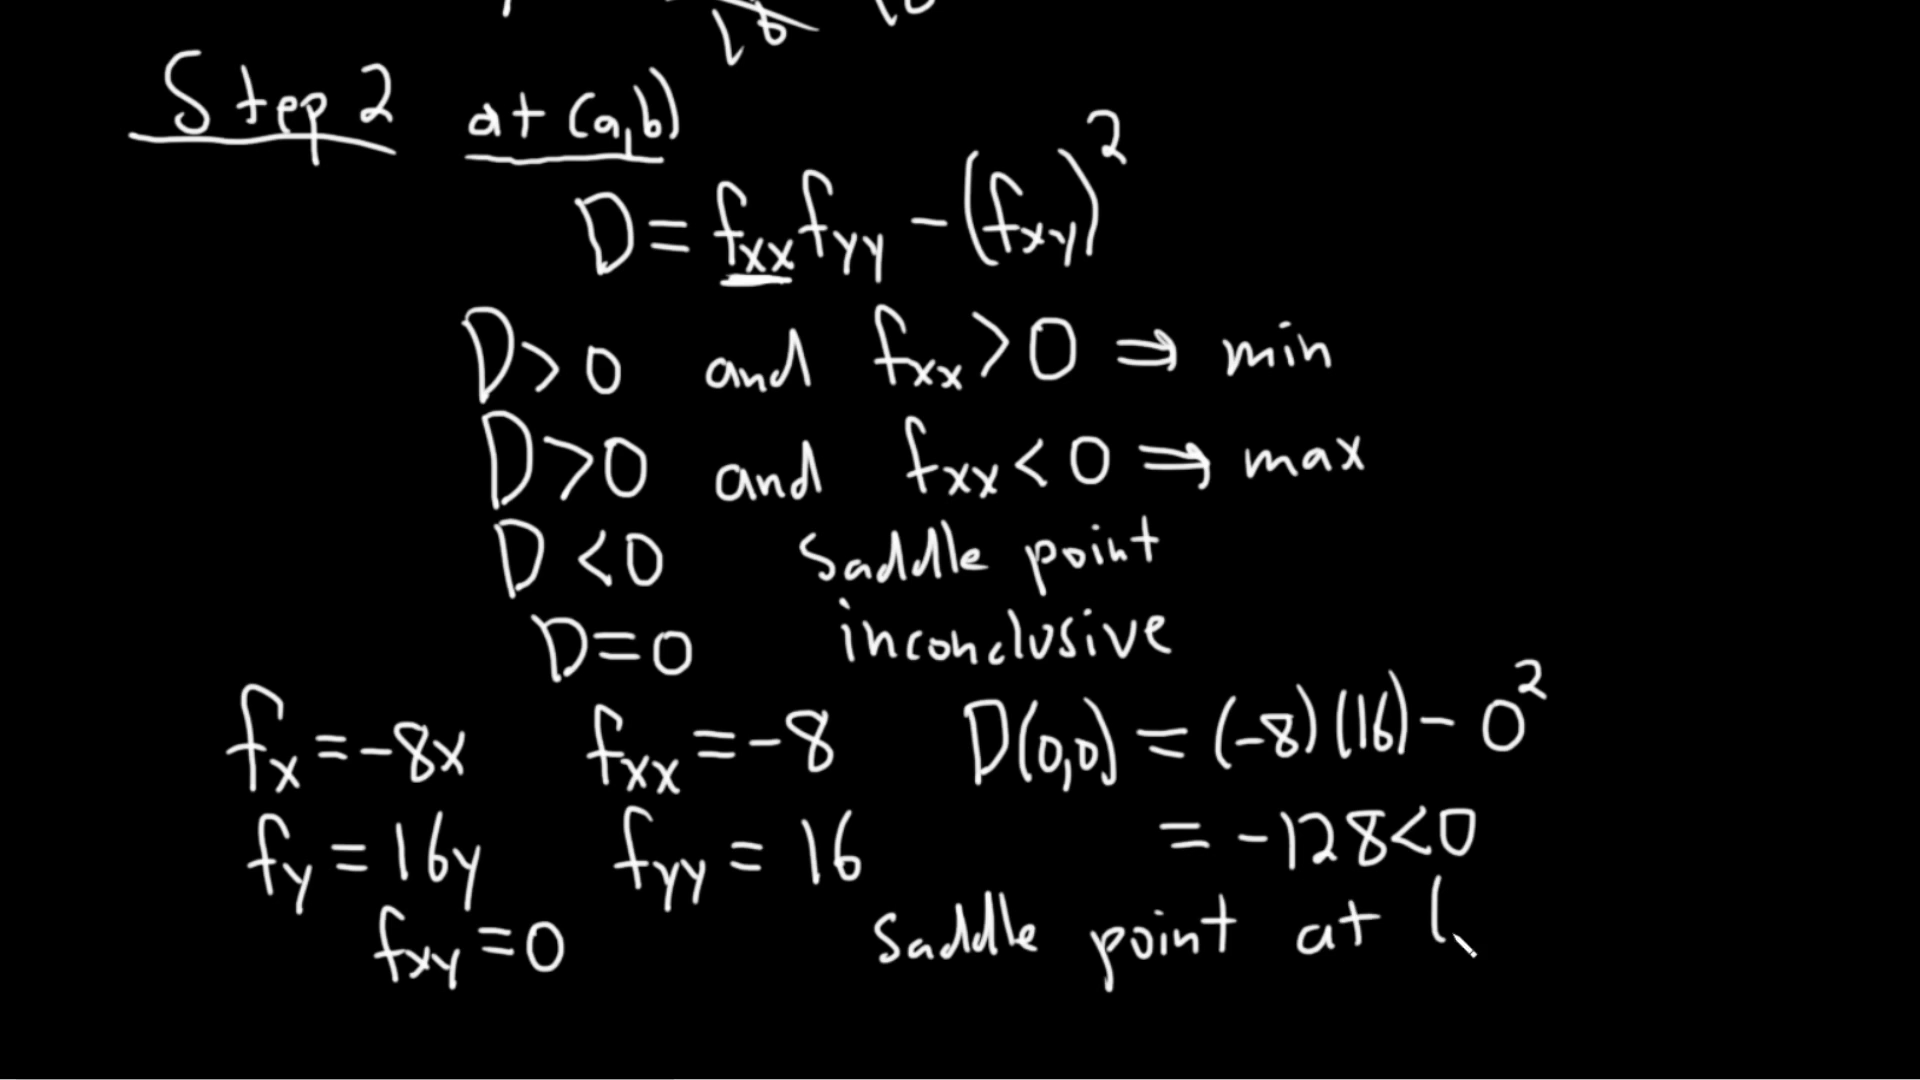 Step 2 at (a,b)
D = fxx fyy - (fxy)²
D>0 and fxx>0 ⇒ min
D>0 and fxx<0 ⇒ max
D<0 saddle point
D=0 inconclusive
fx = -8x fxx = -8 D(0,0) = (-8)(16) - 0²
fy = 16y fyy = 16 = -128<0
fxy = 0 saddle point at (